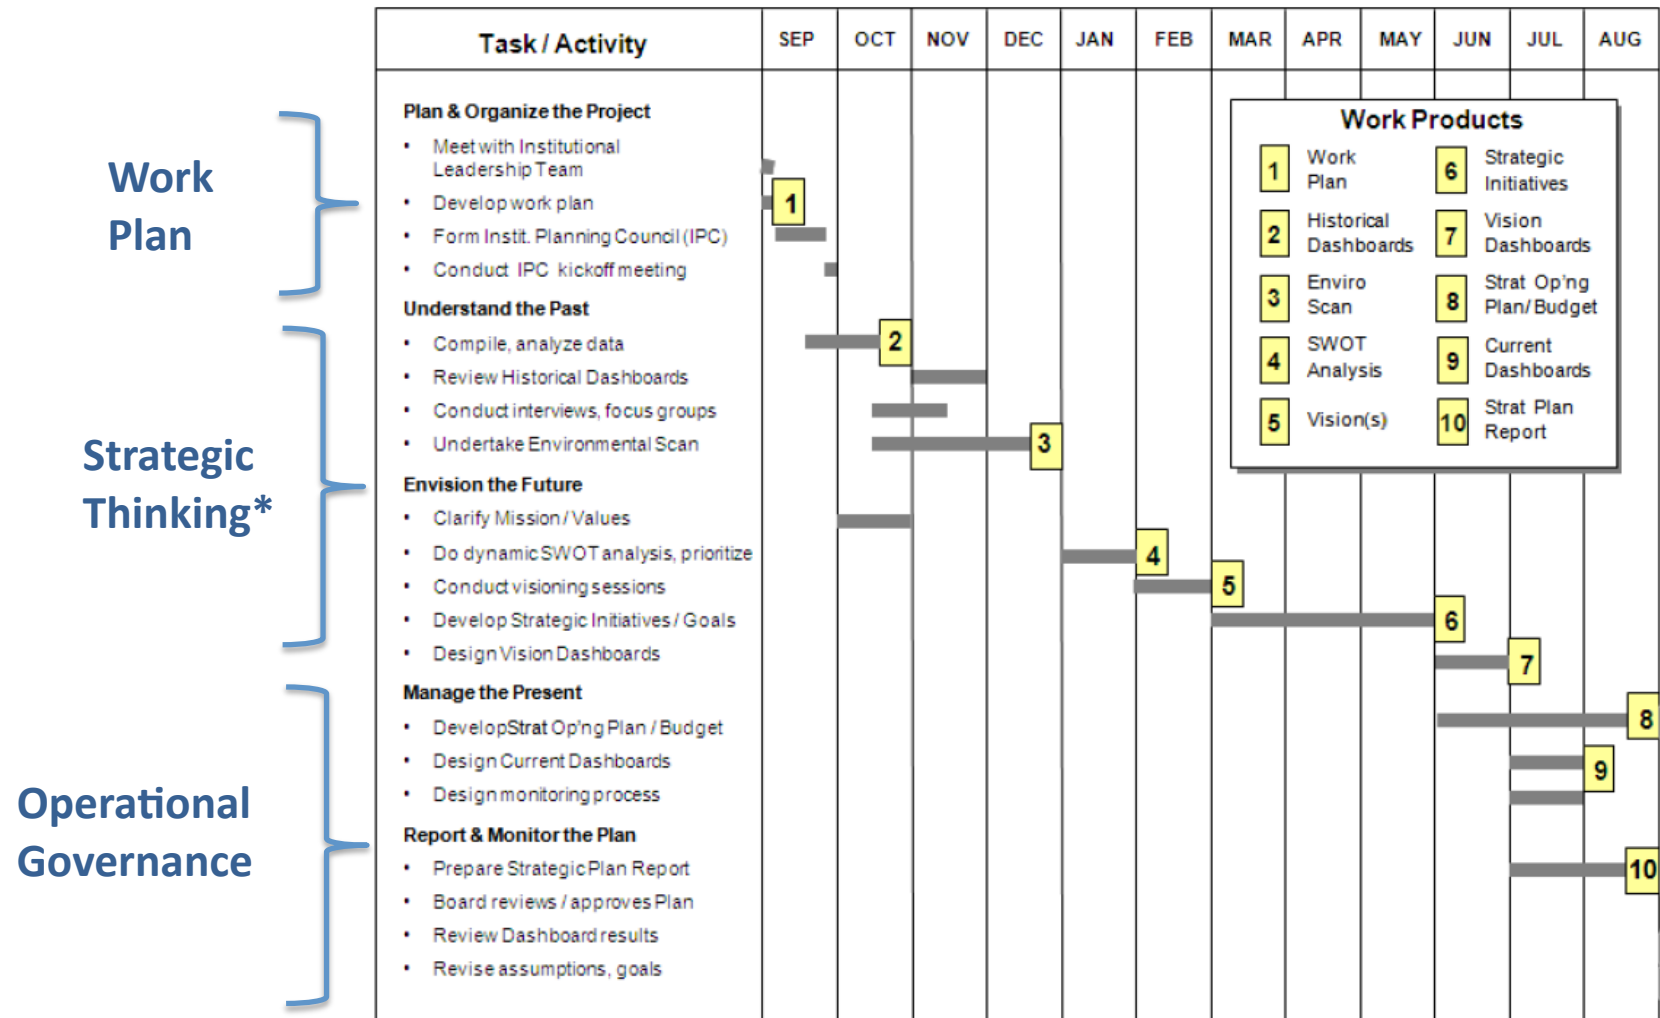 Task / Activity
SEP OCT NOV DEC JAN FEB MAR APR MAY JUN JUL AUG
Work
Plan
Plan & Organize the Project
• Meet with Institutional
Leadership Team
• Develop work plan
1
• Form Instit. Planning Council (IPC)
• Conduct IPC kickoff meeting
Strategic
Thinking*
Understand the Past
• Compile, analyze data
2
• Review Historical Dashboards
• Conduct interviews, focus groups
• Undertake Environmental Scan
3
Envision the Future
• Clarify Mission / Values
• Do dynamic SWOT analysis, prioritize
4
• Conduct visioning sessions
5
• Develop Strategic Initiatives / Goals
6
• Design Vision Dashboards
7
Operational
Governance
Manage the Present
• DevelopStrat Op'ng Plan / Budget
8
• Design Current Dashboards
9
• Design monitoring process
Report & Monitor the Plan
• Prepare Strategic Plan Report
10
• Board reviews / approves Plan
• Review Dashboard results
• Revise assumptions, goals
Work Products
1 Work
Plan
2 Historical
Dashboards
3 Enviro
Scan
4 SWOT
Analysis
5 Vision(s)
6 Strategic
Initiatives
7 Vision
Dashboards
8 Strat Op'ng
Plan/Budget
9 Current
Dashboards
10 Strat Plan
Report